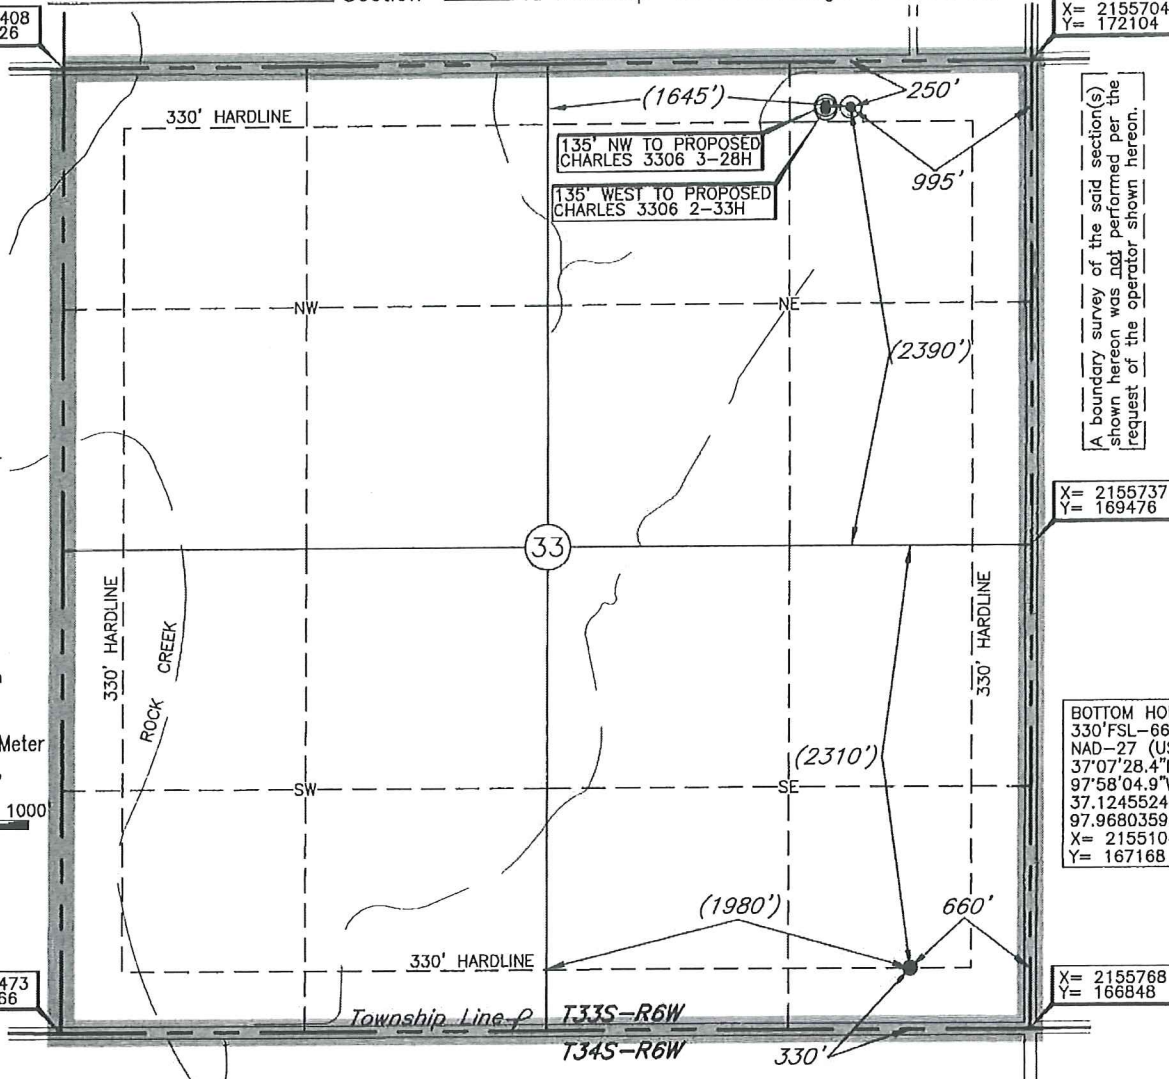 408
26
X= 2155704
Y= 172104
330' HARDLINE
(1645')
250'
135' NW TO PROPOSED
CHARLES 3306 3-28H
135' WEST TO PROPOSED
CHARLES 3306 2-33H
995'
A boundary survey of the said section(s)
shown hereon was not performed per the
request of the operator shown hereon.
NW
NE
(2390')
X= 2155737
Y= 169476
33
330' HARDLINE
ROCK CREEK
330' HARDLINE
Meter
1000'
(2310')
SW
SE
BOTTOM HO
330'FSL-66
NAD-27 (US
37°07'28.4"
97°58'04.9"
37.1245524
97.9680359
X= 215510
Y= 167168
(1980')
660'
330' HARDLINE
473
66
X= 2155768
Y= 166848
Township Line
T33S-R6W
T34S-R6W
330'